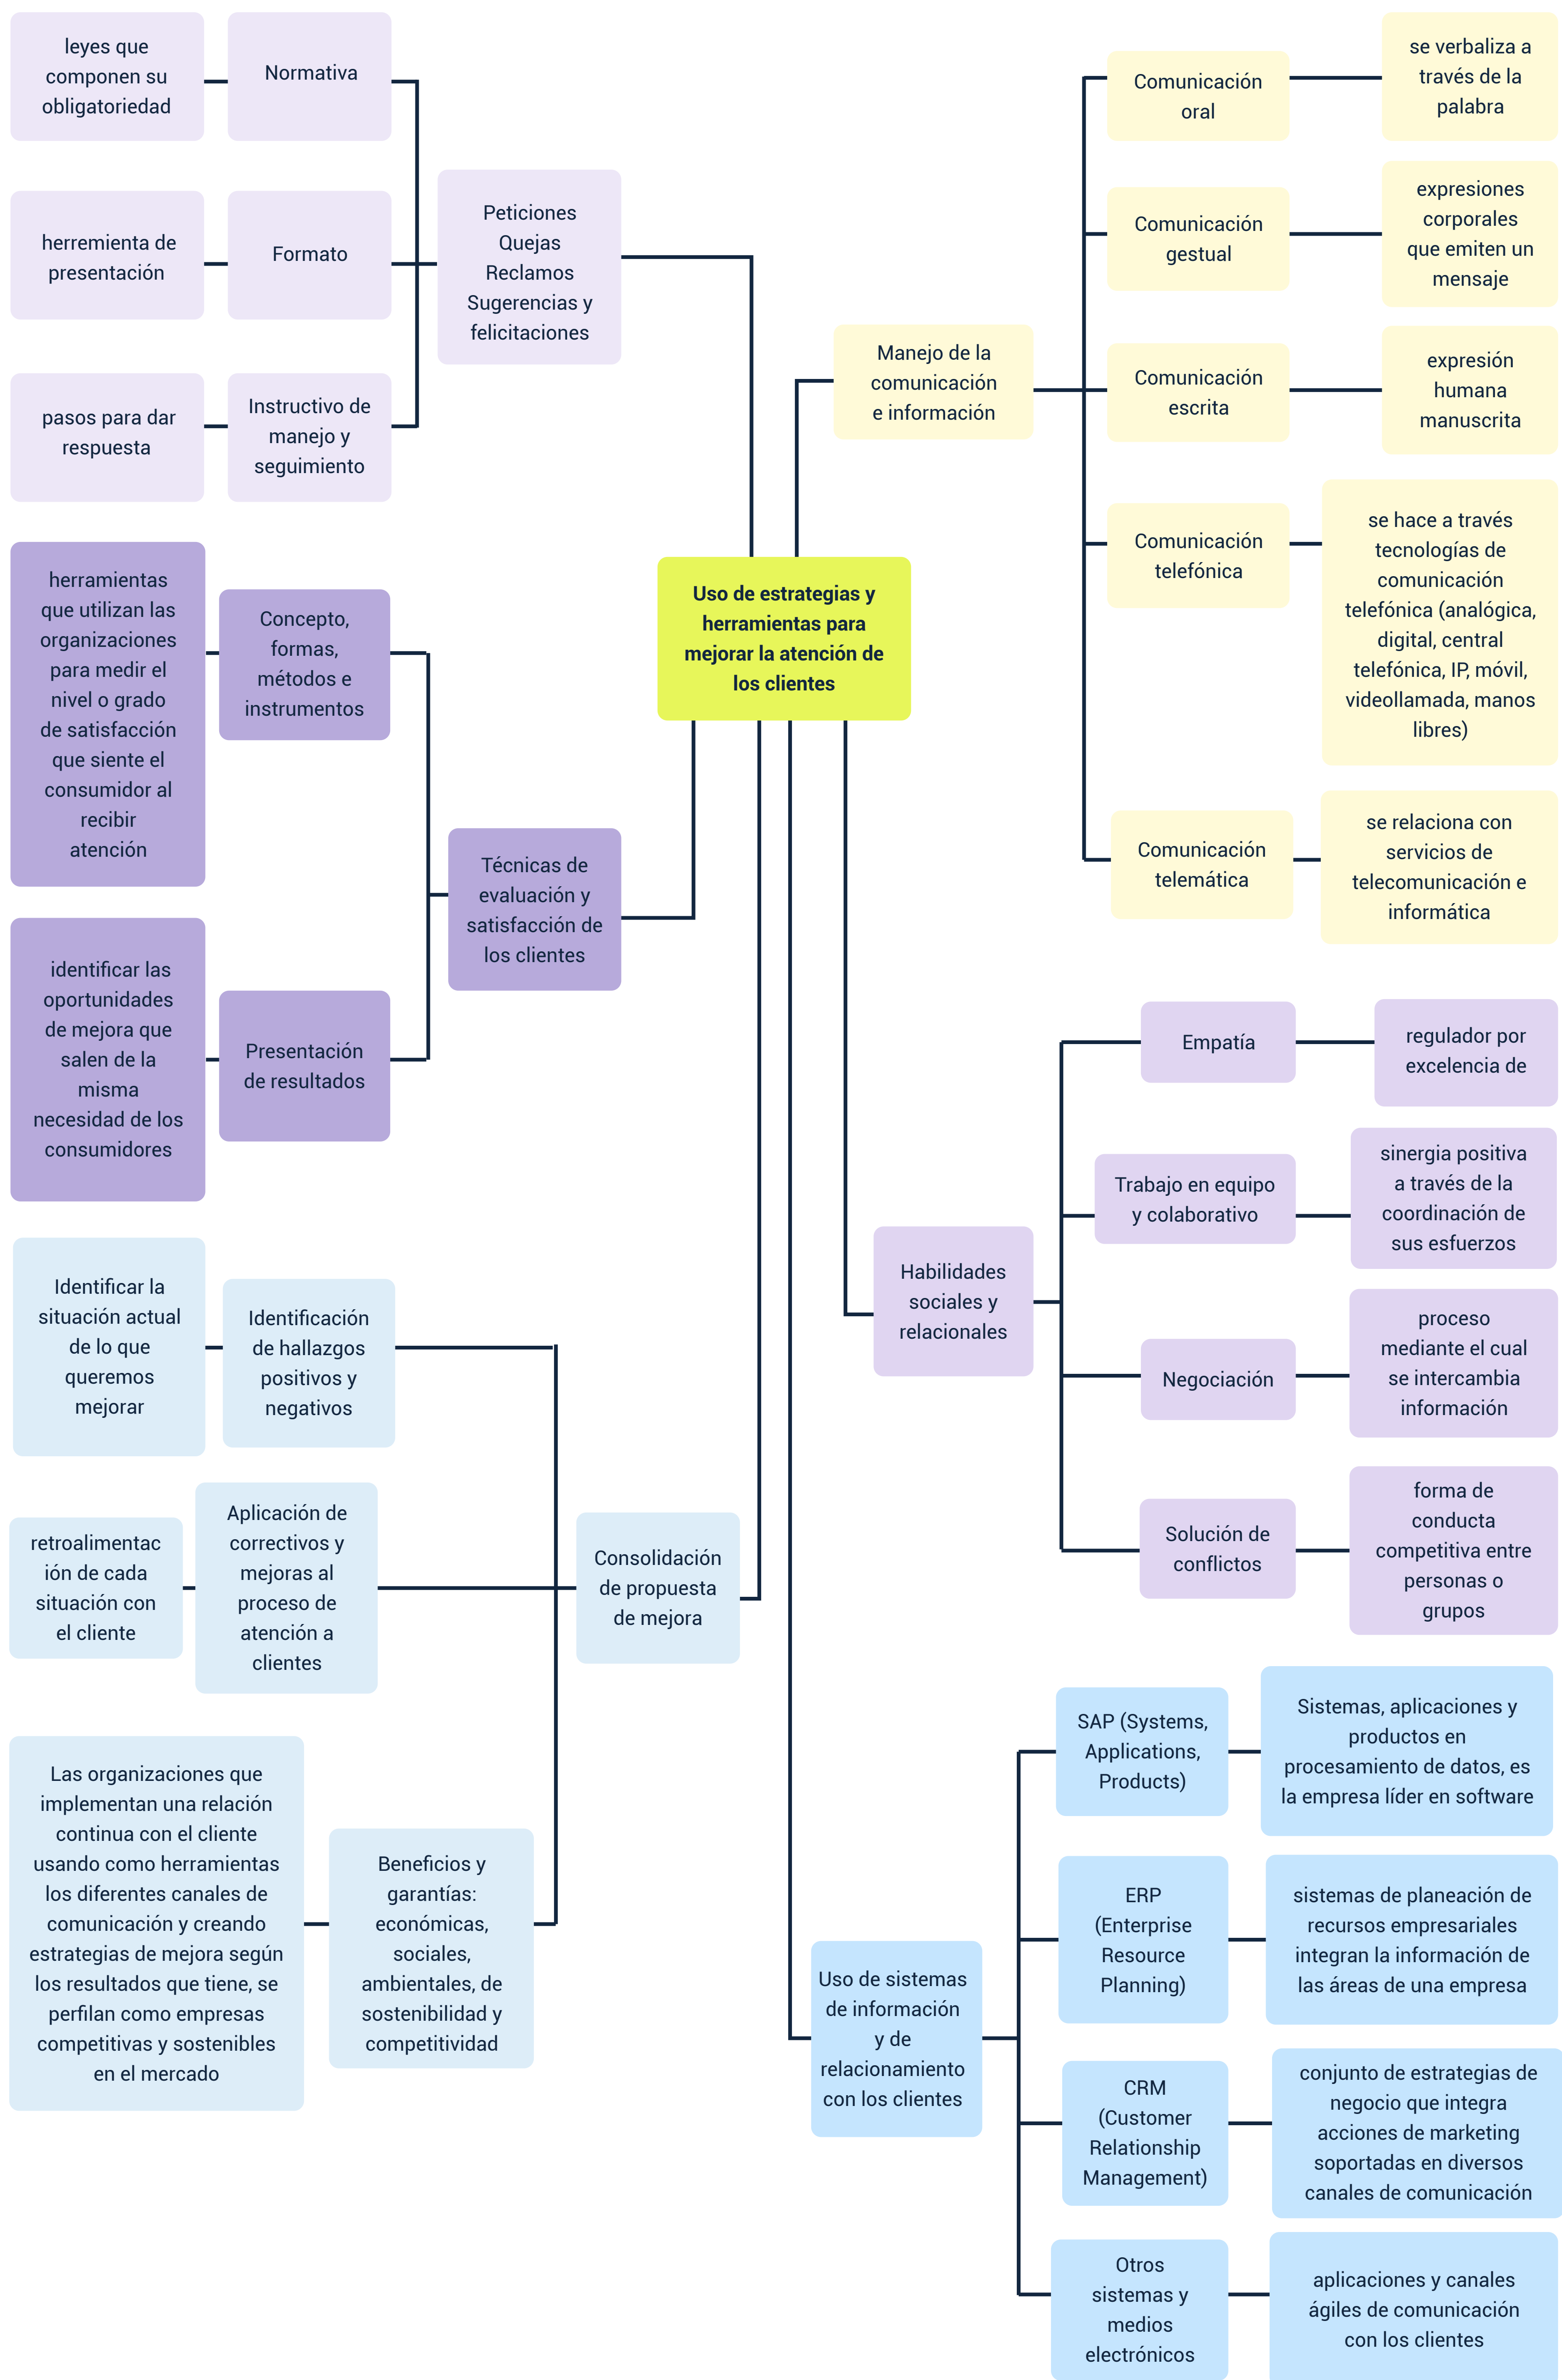 leyes que
componen su
obligatoriedad
Normativa
herremienta de
presentación
Formato
pasos para dar
respuesta
Instructivo de
manejo y
seguimiento
Peticiones
Quejas
Reclamos
Sugerencias y
felicitaciones
herramientas
que utilizan las
organizaciones
para medir el
nivel o grado
de satisfacción
que siente el
consumidor al
recibir
atención
Concepto,
formas,
métodos e
instrumentos
identificar las
oportunidades
de mejora que
salen de la
misma
necesidad de los
consumidores
Presentación
de resultados
Técnicas de
evaluación y
satisfacción de
los clientes
Identificar la
situación actual
de lo que
queremos
mejorar
Identificación
de hallazgos
positivos y
negativos
retroalimentac
ión de cada
situación con
el cliente
Aplicación de
correctivos y
mejoras al
proceso de
atención a
clientes
Las organizaciones que
implementan una relación
continua con el cliente
usando como herramientas
los diferentes canales de
comunicación y creando
estrategias de mejora según
los resultados que tiene, se
perfilan como empresas
competitivas y sostenibles
en el mercado
Beneficios y
garantías:
económicas,
sociales,
ambientales, de
sostenibilidad y
competitividad
Consolidación
de propuesta
de mejora
Uso de estrategias y
herramientas para
mejorar la atención de
los clientes
Manejo de la
comunicación
e información
Comunicación
oral
se verbaliza a
través de la
palabra
Comunicación
gestual
expresiones
corporales
que emiten un
mensaje
Comunicación
escrita
expresión
humana
manuscrita
Comunicación
telefónica
se hace a través
tecnologías de
comunicación
telefónica (analógica,
digital, central
telefónica, IP, móvil,
videollamada, manos
libres)
Comunicación
telemática
se relaciona con
servicios de
telecomunicación e
informática
Habilidades
sociales y
relacionales
Empatía
regulador por
excelencia de
Trabajo en equipo
y colaborativo
sinergia positiva
a través de la
coordinación de
sus esfuerzos
Negociación
proceso
mediante el cual
se intercambia
información
Solución de
conflictos
forma de
conducta
competitiva entre
personas o
grupos
Uso de sistemas
de información
y de
relacionamiento
con los clientes
SAP (Systems,
Applications,
Products)
Sistemas, aplicaciones y
productos en
procesamiento de datos, es
la empresa líder en software
ERP
(Enterprise
Resource
Planning)
sistemas de planeación de
recursos empresariales
integran la información de
las áreas de una empresa
CRM
(Customer
Relationship
Management)
conjunto de estrategias de
negocio que integra
acciones de marketing
soportadas en diversos
canales de comunicación
Otros
sistemas y
medios
electrónicos
aplicaciones y canales
ágiles de comunicación
con los clientes